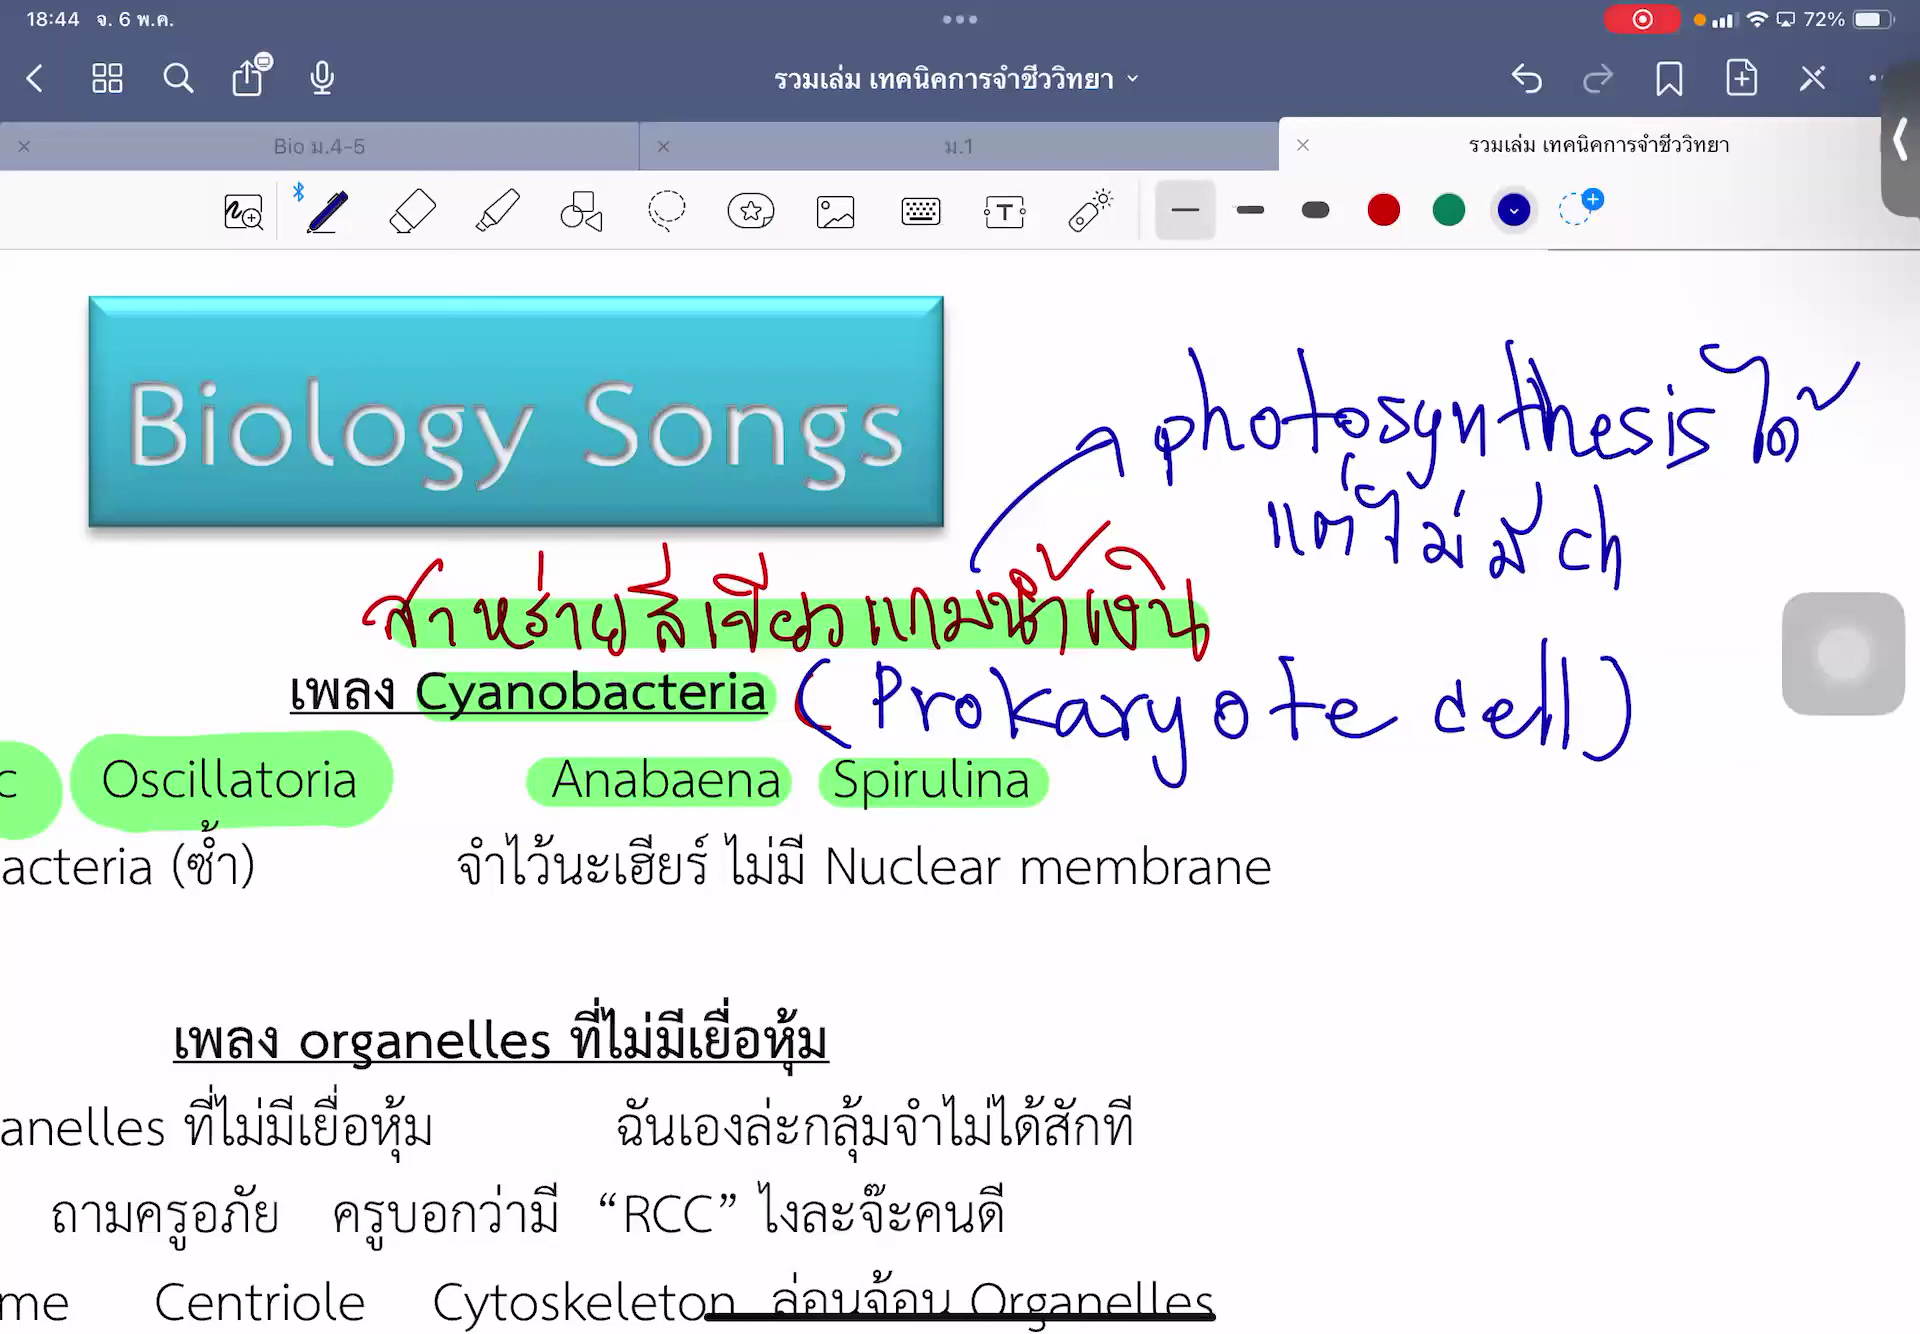 18:44 จ. 6 พ.ค. 72%
รวมเล่ม เทคนิคการจำชีววิทยา
Bio ม.4-5 ม.1 รวมเล่ม เทคนิคการจำชีววิทยา
Biology Songs
photosynthesis ได้
แต่ไม่มี ch
สาหร่ายสีเขียวแกมน้ำเงิน
เพลง Cyanobacteria (Prokaryote cell)
c Oscillatoria Anabaena Spirulina
acteria (ซ้ำ) จำไว้นะเฮียร์ ไม่มี Nuclear membrane
เพลง organelles ที่ไม่มีเยื่อหุ้ม
anelles ที่ไม่มีเยื่อหุ้ม ฉันเองล่ะกลุ้มจำไม่ได้สักที
ถามครูอภัย ครูบอกว่ามี “RCC” ไงละจ๊ะคนดี
me Centriole Cytoskeleton ล่อนจ้อน Organelles